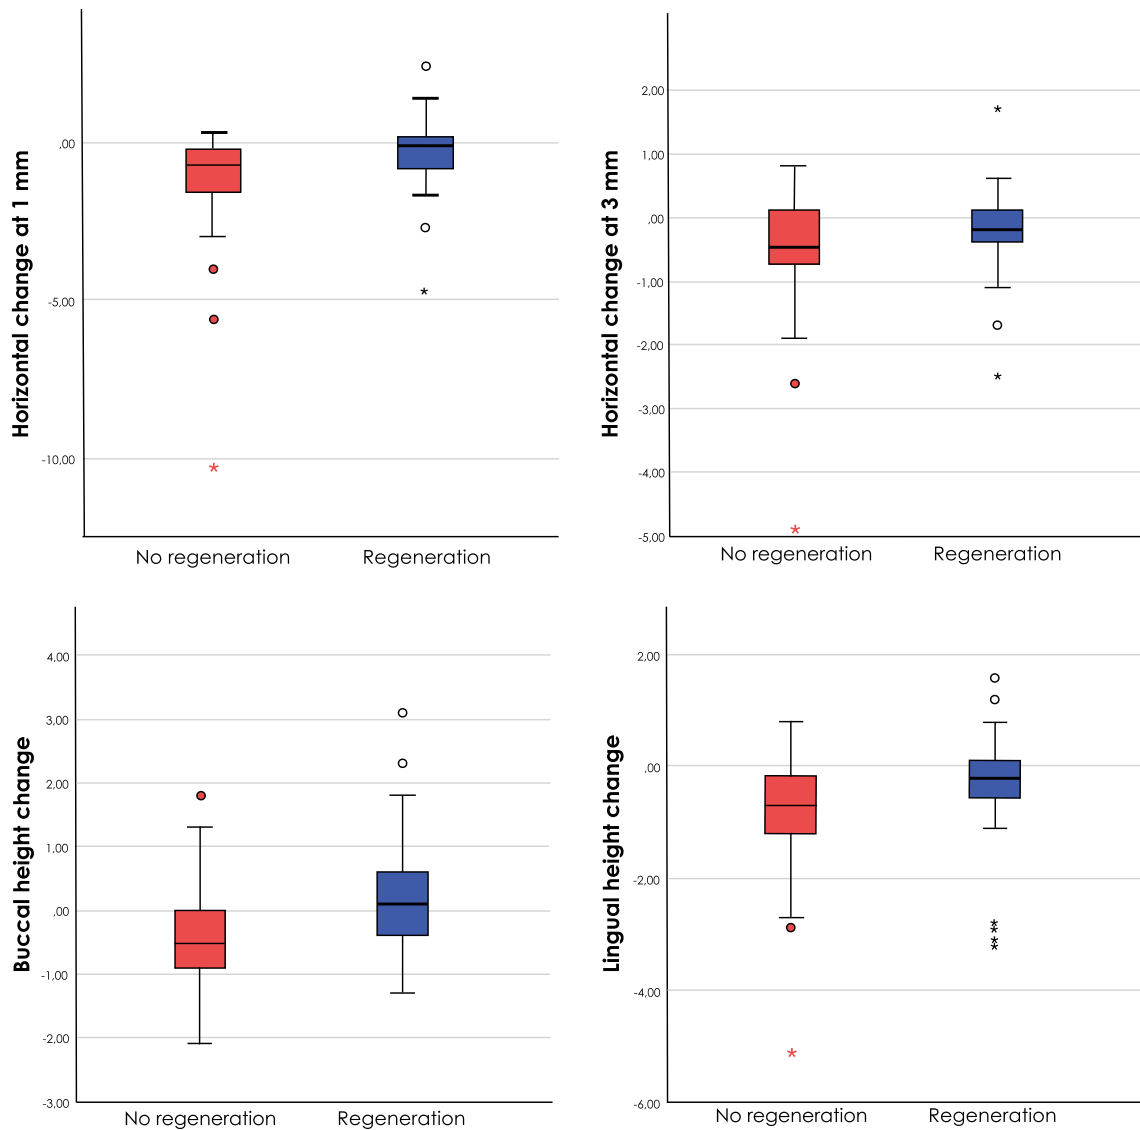 Horizontal change at 1 mm
,00
-5,00
-10,00
No regeneration
Regeneration
Horizontal change at 3 mm
2,00
1,00
,00
-1,00
-2,00
-3,00
-4,00
-5,00
No regeneration
Regeneration
Buccal height change
4,00
3,00
2,00
1,00
,00
-1,00
-2,00
-3,00
No regeneration
Regeneration
Lingual height change
2,00
,00
-2,00
-4,00
-6,00
No regeneration
Regeneration